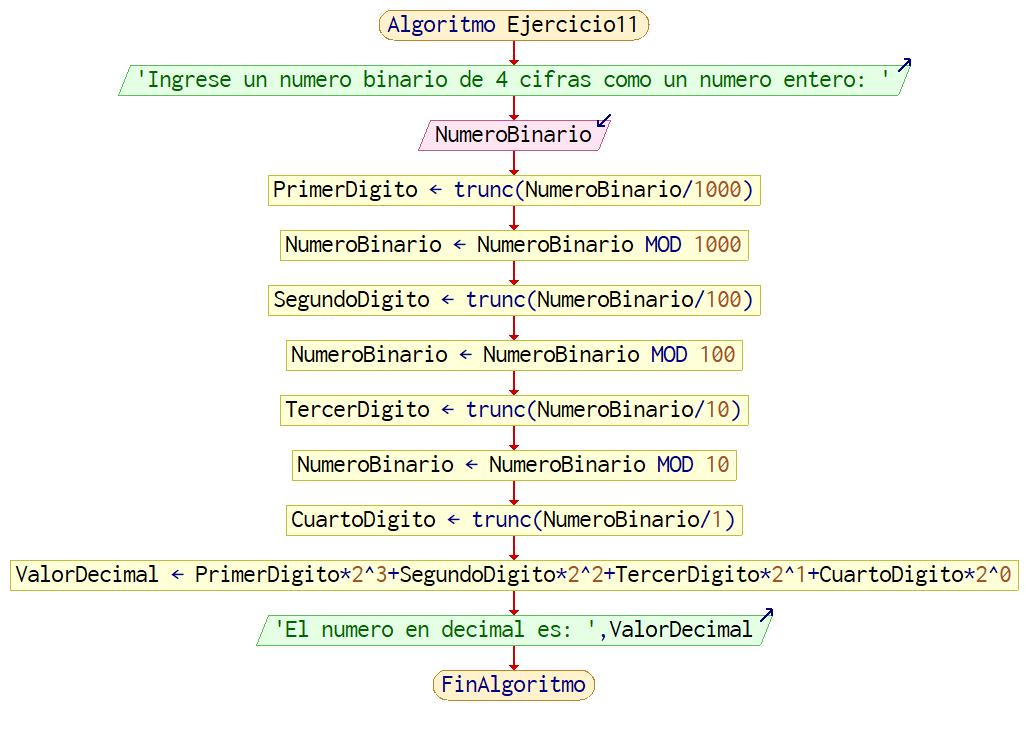 Algoritmo Ejercicio11
'Ingrese un numero binario de 4 cifras como un numero entero: '
NumeroBinario
PrimerDigito ← trunc(NumeroBinario/1000)
NumeroBinario ← NumeroBinario MOD 1000
SegundoDigito ← trunc(NumeroBinario/100)
NumeroBinario ← NumeroBinario MOD 100
TercerDigito ← trunc(NumeroBinario/10)
NumeroBinario ← NumeroBinario MOD 10
CuartoDigito ← trunc(NumeroBinario/1)
ValorDecimal ← PrimerDigito*2^3+SegundoDigito*2^2+TercerDigito*2^1+CuartoDigito*2^0
'El numero en decimal es: ',ValorDecimal
FinAlgoritmo